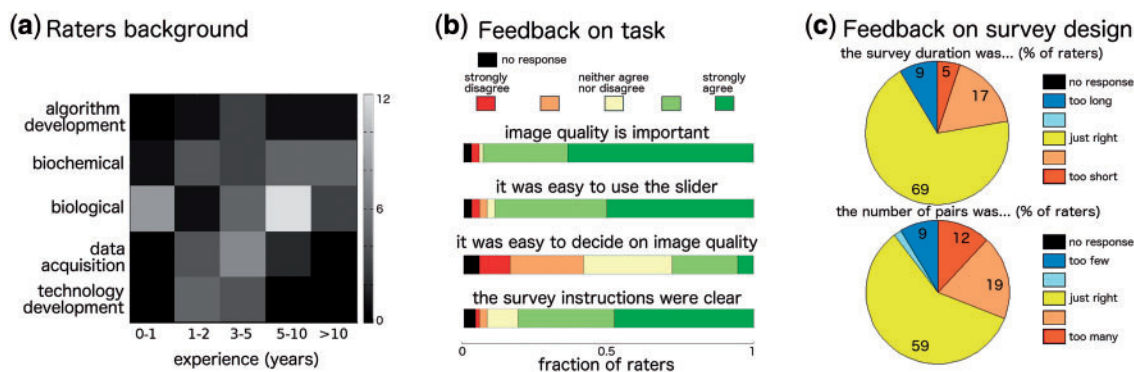 (a) Raters background
algorithm
development
biochemical
biological
data
acquisition
technology
development
0-1 1-2 3-5 5-10 >10
experience (years)
12
6
0
(b) Feedback on task
no response
strongly
disagree
neither agree
nor disagree
strongly
agree
image quality is important
it was easy to use the slider
it was easy to decide on image quality
the survey instructions were clear
0 0.5 1
fraction of raters
(c) Feedback on survey design
the survey duration was... (% of raters)
9 5
17
69
no response
too long
just right
too short
the number of pairs was... (% of raters)
9 12
19
59
no response
too few
just right
too many